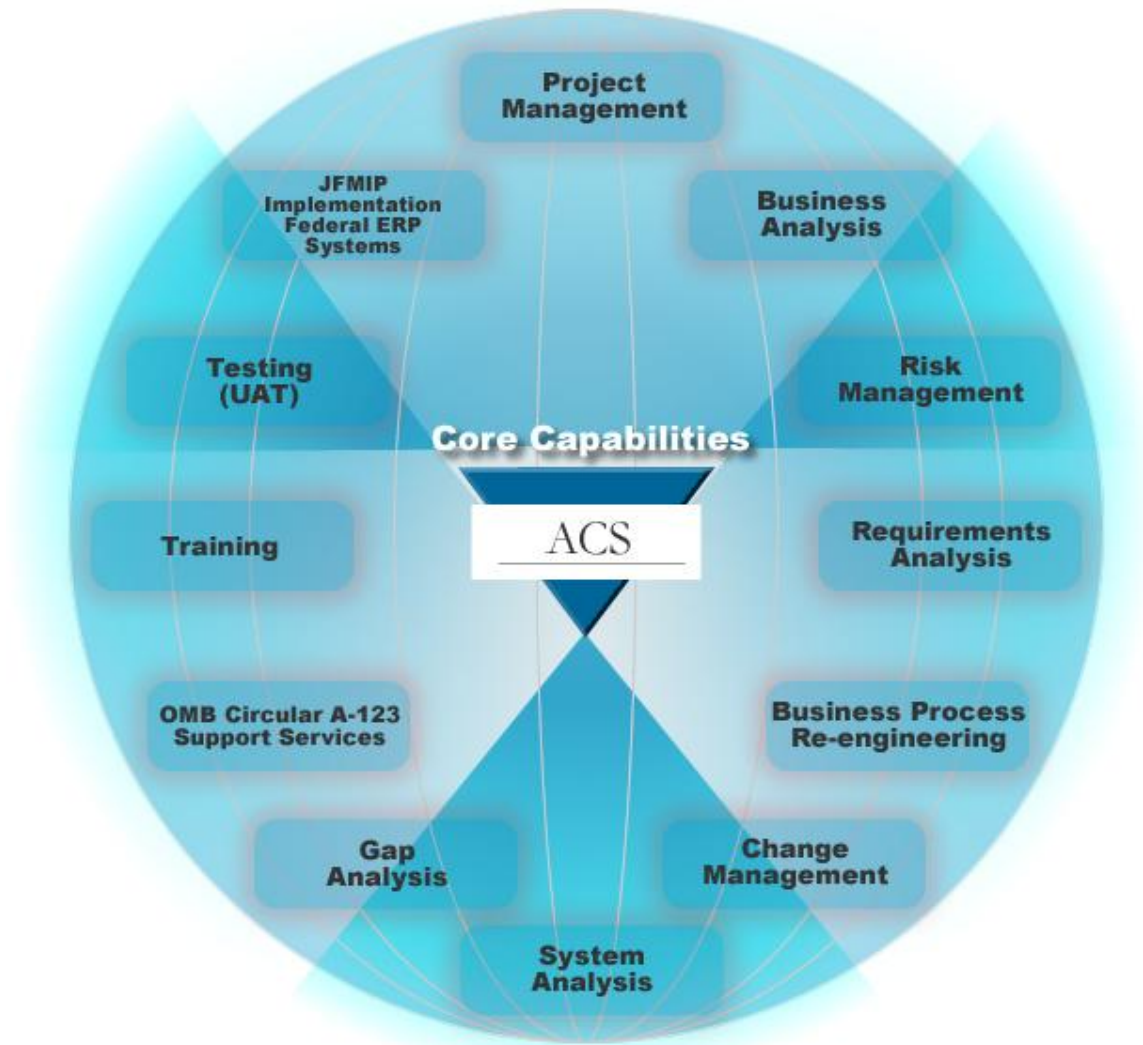 Project
Management
JFMIP
Implementation
Federal ERP
Systems
Business
Analysis
Testing
(UAT)
Risk
Management
Core Capabilities
ACS
Training
Requirements
Analysis
OMB Circular A-123
Support Services
Business Process
Re-engineering
Gap
Analysis
Change
Management
System
Analysis